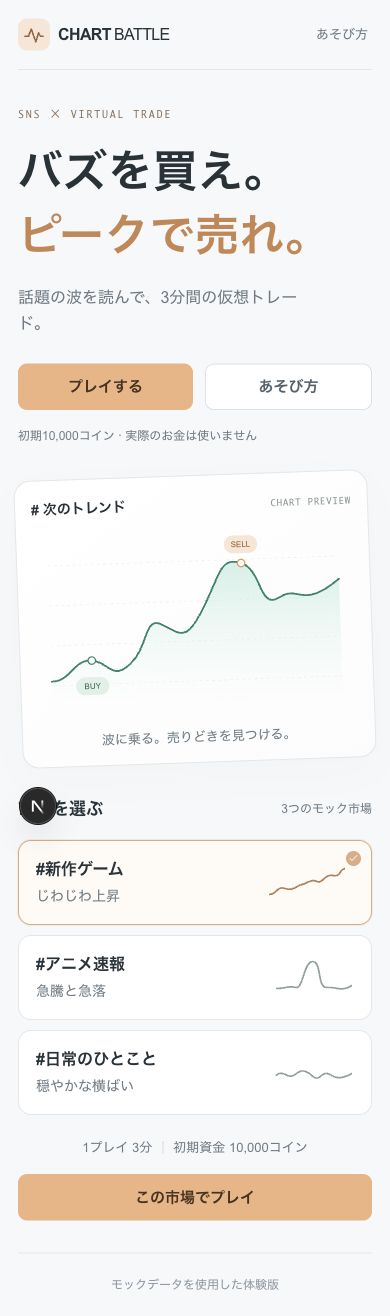 CHART BATTLE
あそび方
SNS × VIRTUAL TRADE
バズを買え。
ピークで売れ。
話題の波を読んで、3分間の仮想トレー
ド。
プレイする
あそび方
初期10,000コイン · 実際のお金は使いません
# 次のトレンド
CHART PREVIEW
SELL
BUY
波に乗る。売りどきを見つける。
N
を選ぶ
3つのモック市場
#新作ゲーム
じわじわ上昇
#アニメ速報
急騰と急落
#日常のひとこと
穏やかな横ばい
1プレイ 3分 | 初期資金 10,000コイン
この市場でプレイ
モックデータを使用した体験版